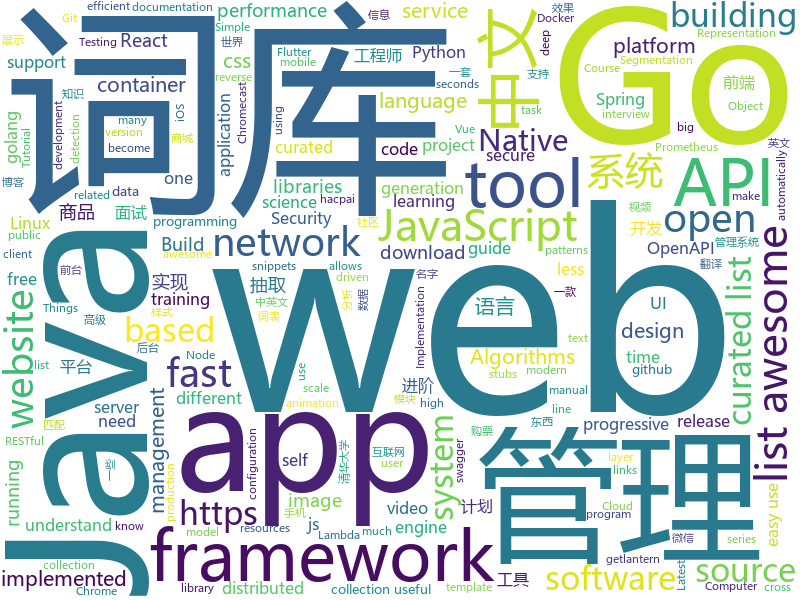 效果
efficient
documentation
Git
performance
service
中文
Docker
信息
building
展示
Testing
React
Simple
世界
Flutter
mobile
deep
Representation
support
css
工程师
Python
reverse
platform
many
Tutorial
container
language
一套
支持
前端
Segmentation
Course
知识
iOS
Chromecast
seconds
Spring
interview
词库
Go
golang
development
version
application
using
Vue
task
Object
become
商城
curated
code
project
Native
secure
big
Prometheus
英文
detection
one
libraries
generation
tool
系统
API
automatically
博客
related
data
science
learning
hacpai
社区
make
商品
面试
Security
JavaScript
open
Linux
programming
Build
network
download
guide
patterns
开发
视频
public
snippets
awesome
OpenAPI
翻译
管理系统
client
driven
allows
less
free
前台
实现
抽取
语言
名字
一款
UI
Things
training
中英文
分析
数据
Java
web
website
高级
based
词表
design
curated list
list awesome
list
样式
后台
Implementation
Algorithms
text
平台
fast
Node
use
进阶
time
stubs
modern
manual
RESTful
server
need
management
different
scale
animation
模块
high
github
line
匹配
app
管理
progressive
release
购票
东西
running
configuration
self
清华大学
互联网
user
system
swagger
layer
links
Cloud
program
easy use
understand
一剑
production
https
image
手机
计划
微信
know
model
Lambda
video
js
much
engine
工具
getlantern
series
Latest
cross
collection
resources
framework
software
source
implemented
Chrome
library
distributed
collection useful
template
Computer